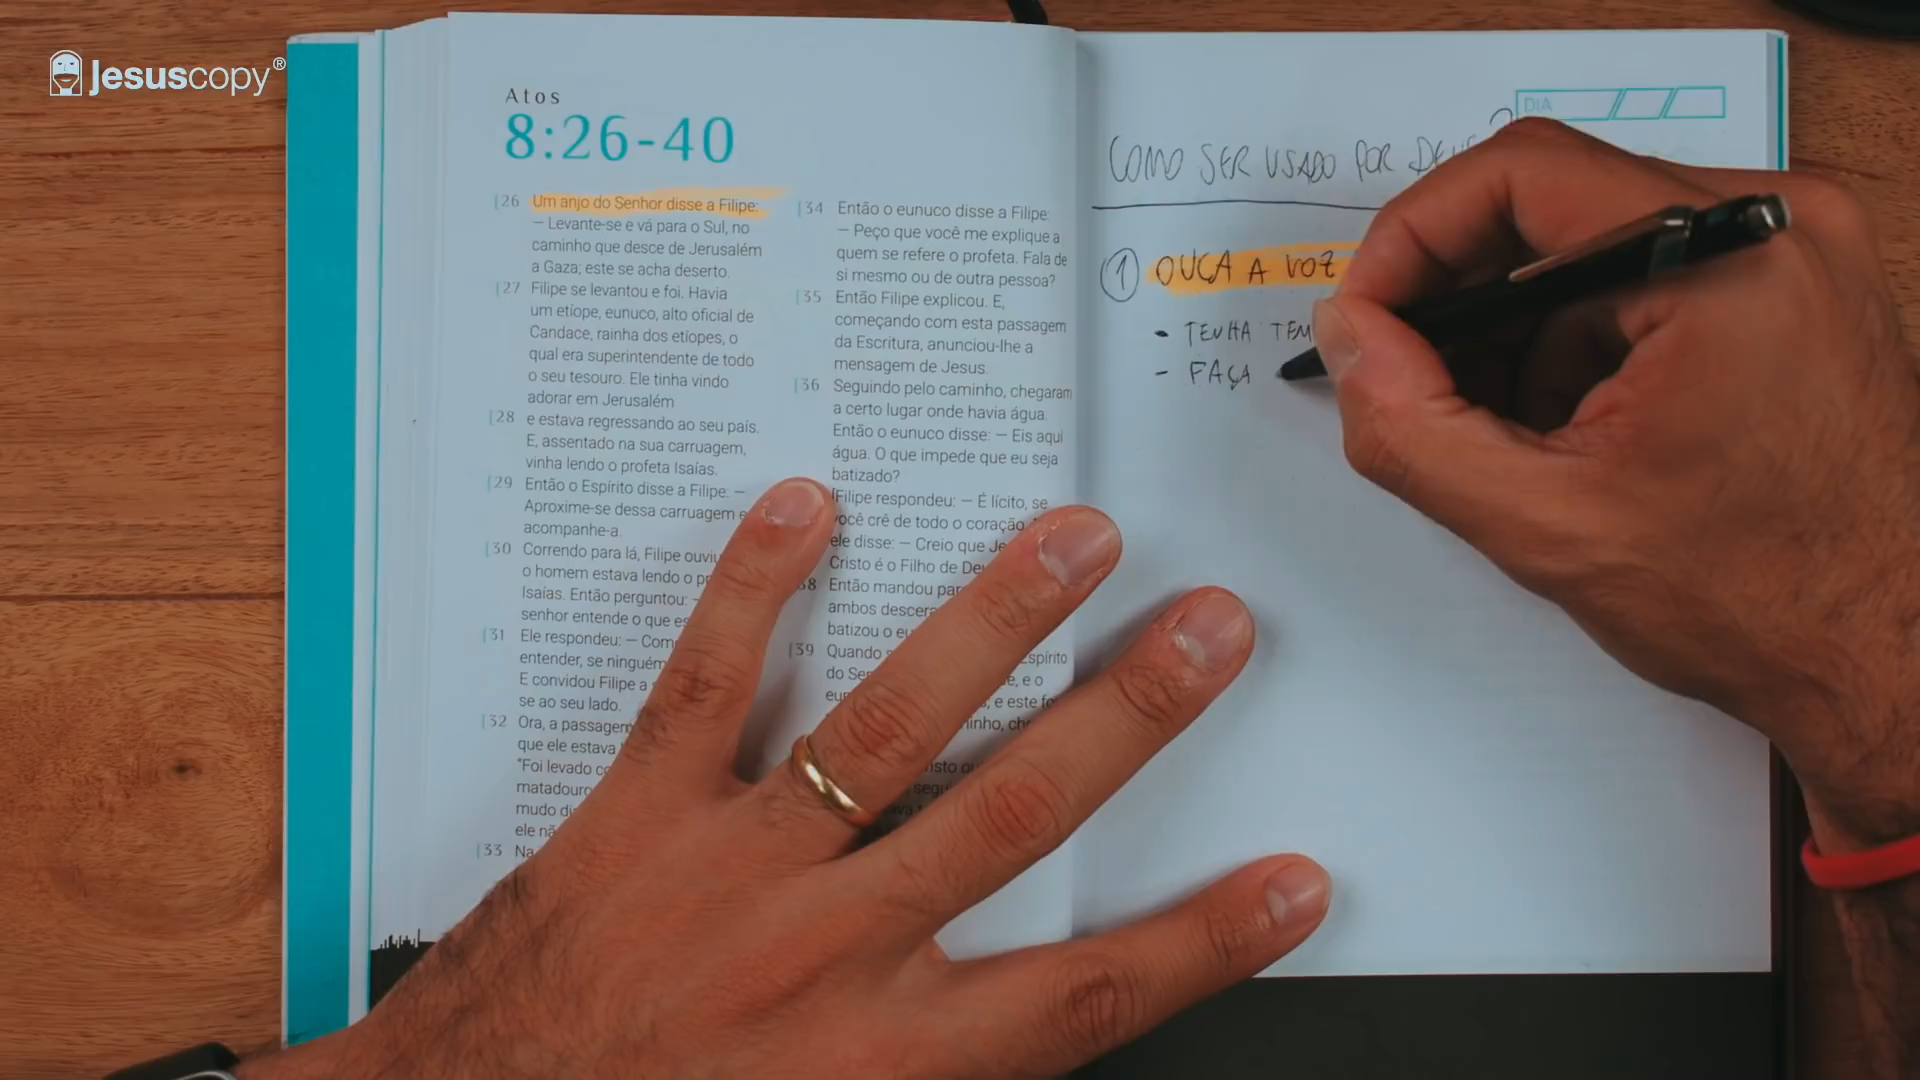 Jesuscopy®
Atos
8:26-40
[26 Um anjo do Senhor disse a Filipe:
— Levante-se e vá para o Sul, no
caminho que desce de Jerusalém
a Gaza; este se acha deserto.
[27 Filipe se levantou e foi. Havia
um etíope, eunuco, alto oficial de
Candace, rainha dos etíopes, o
qual era superintendente de todo
o seu tesouro. Ele tinha vindo
adorar em Jerusalém
[28 e estava regressando ao seu país.
E, assentado na sua carruagem,
vinha lendo o profeta Isaías.
[29 Então o Espírito disse a Filipe: —
Aproxime-se dessa carruagem e
acompanhe-a.
[30 Correndo para lá, Filipe ouviu
o homem estava lendo o
Isaías. Então perguntou: —
senhor entende o que
[31 Ele respondeu: —
entender, se ninguém
E convidou Filipe a
se ao seu lado.
[32 Ora, a passagem
que ele estava
"Foi levado
matadouro
mudo
ele
[33
[34 Então o eunuco disse a Filipe:
— Peço que você me explique a
quem se refere o profeta. Fala de
si mesmo ou de outra pessoa?
[35 Então Filipe explicou. E,
começando com esta passagem
da Escritura, anunciou-lhe a
mensagem de Jesus.
[36 Seguindo pelo caminho, chegaram
a certo lugar onde havia água.
Então o eunuco disse: — Eis aqui
água. O que impede que eu seja
batizado?
[Filipe respondeu: — É lícito, se
você crê de todo o coração.
ele disse: — Creio que
Cristo é o Filho de
38 Então mandou
ambos
batizou o
[39 Quando Espírito
do e o
e este
DIA
COMO SER USADO POR DEUS?
1 OUÇA A VOZ
- TENHA
- FAÇA